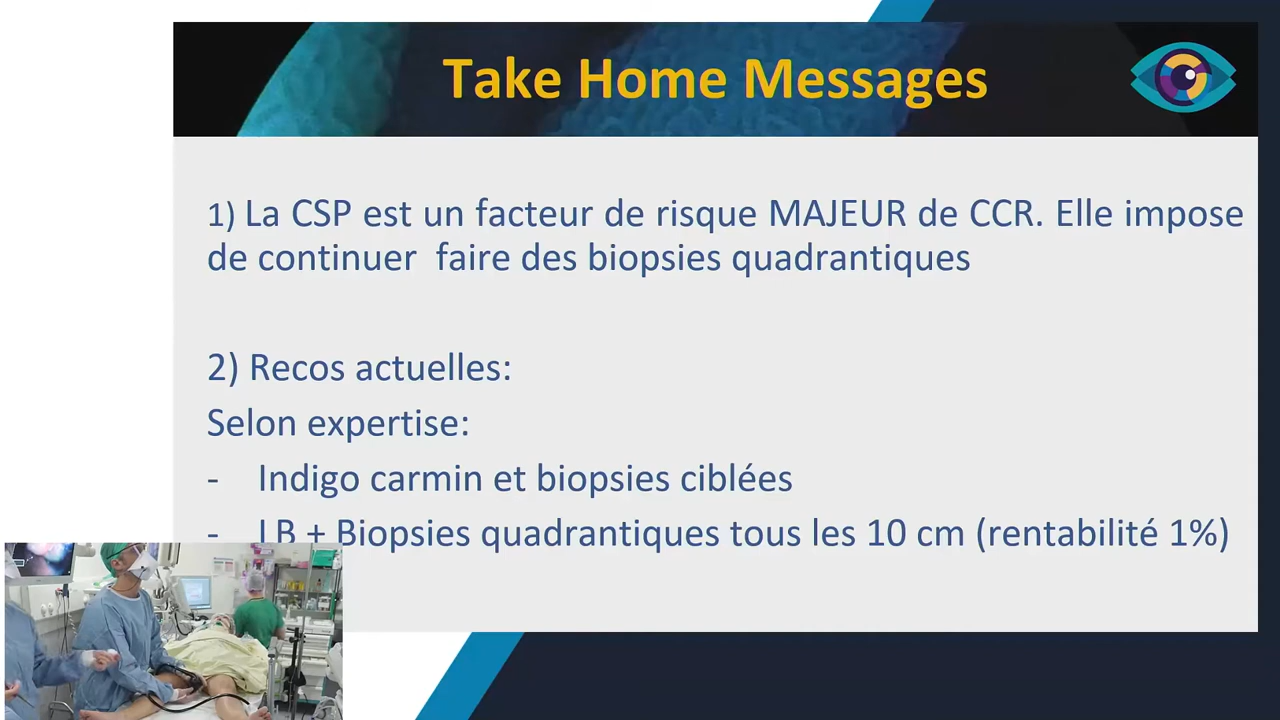 Take Home Messages
1) La CSP est un facteur de risque MAJEUR de CCR. Elle impose
de continuer faire des biopsies quadrantiques
2) Recos actuelles:
Selon expertise:
- Indigo carmin et biopsies ciblées
- LB + Biopsies quadrantiques tous les 10 cm (rentabilité 1%)